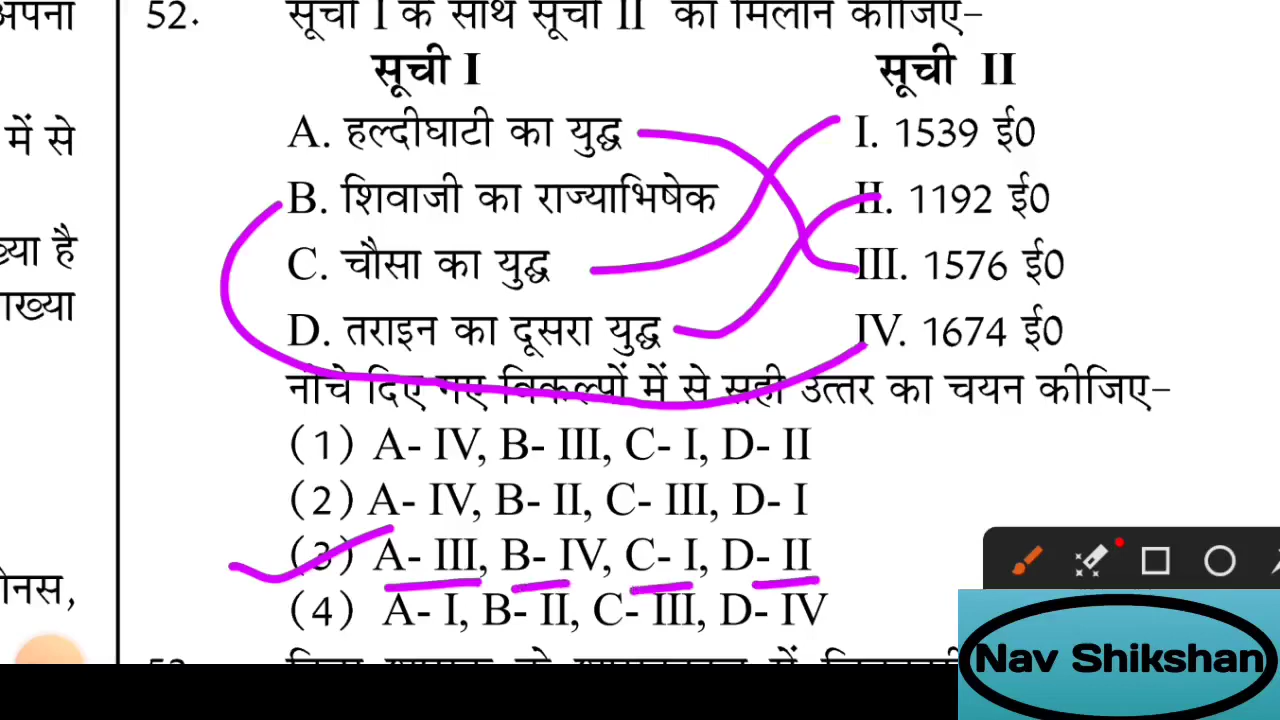 अपना
में से
ख्या है
ाख्या
ोनस,
52. सूची I के साथ सूची II का मिलान कीजिए–
सूची I सूची II
A. हल्दीघाटी का युद्ध I. 1539 ई0
B. शिवाजी का राज्याभिषेक II. 1192 ई0
C. चौसा का युद्ध III. 1576 ई0
D. तराइन का दूसरा युद्ध IV. 1674 ई0
नीचे दिए गए विकल्पों में से सही उत्तर का चयन कीजिए–
(1) A- IV, B- III, C- I, D- II
(2) A- IV, B- II, C- III, D- I
(3) A- III, B- IV, C- I, D- II
(4) A- I, B- II, C- III, D- IV
Nav Shikshan